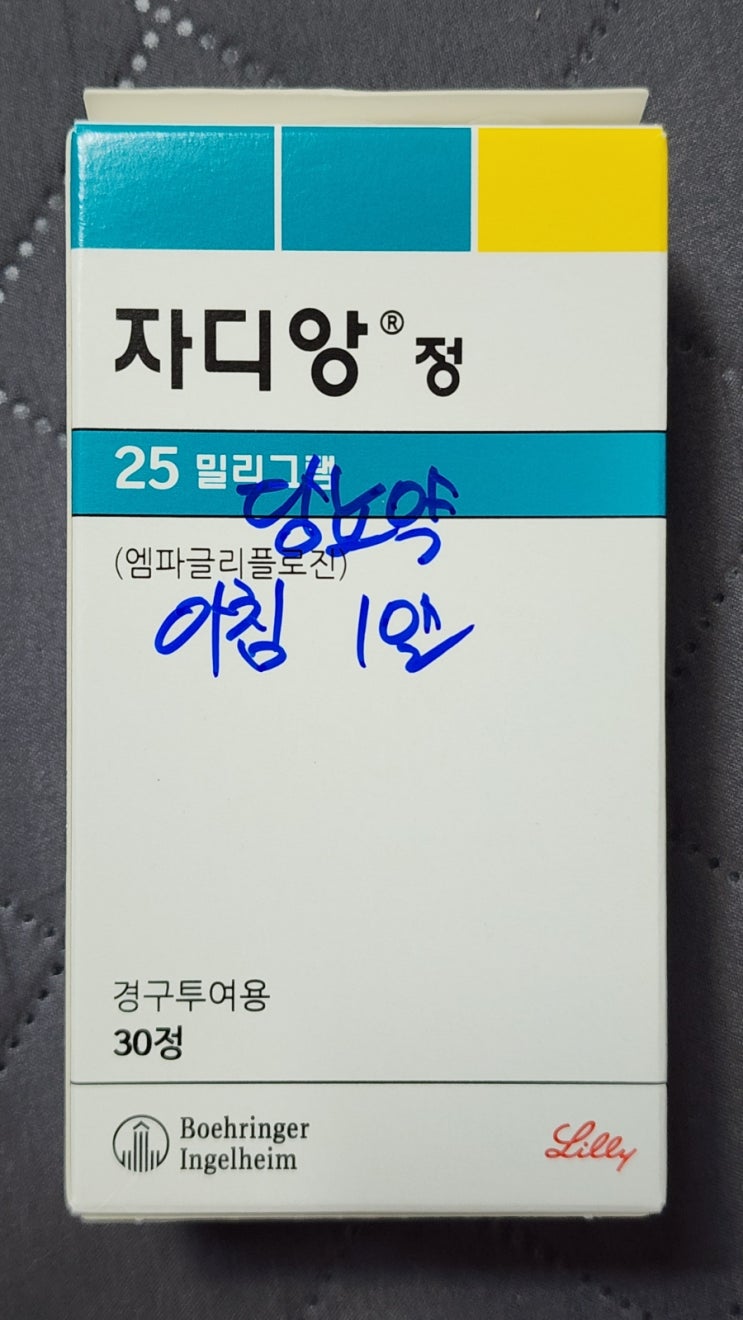 자디앙® 정
25 밀리그램
당뇨약
(엠파글리플로진)
아침 1알
경구투여용
30정
Boehringer
Ingelheim
Lilly